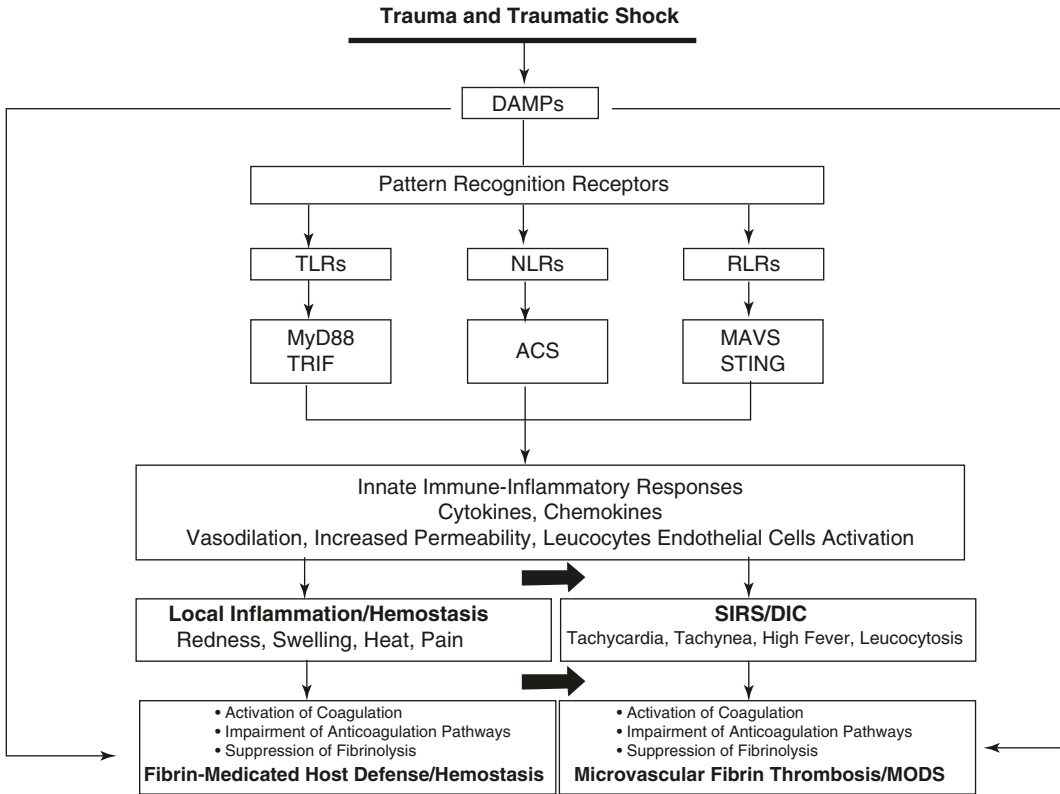 Trauma and Traumatic Shock
DAMPs
Pattern Recognition Receptors
TLRs
NLRs
RLRs
MyD88
TRIF
ACS
MAVS
STING
Innate Immune-Inflammatory Responses
Cytokines, Chemokines
Vasodilation, Increased Permeability, Leucocytes Endothelial Cells Activation
Local Inflammation/Hemostasis
Redness, Swelling, Heat, Pain
SIRS/DIC
Tachycardia, Tachynea, High Fever, Leucocytosis
• Activation of Coagulation
• Impairment of Anticoagulation Pathways
• Suppression of Fibrinolysis
Fibrin-Medicated Host Defense/Hemostasis
• Activation of Coagulation
• Impairment of Anticoagulation Pathways
• Suppression of Fibrinolysis
Microvascular Fibrin Thrombosis/MODS